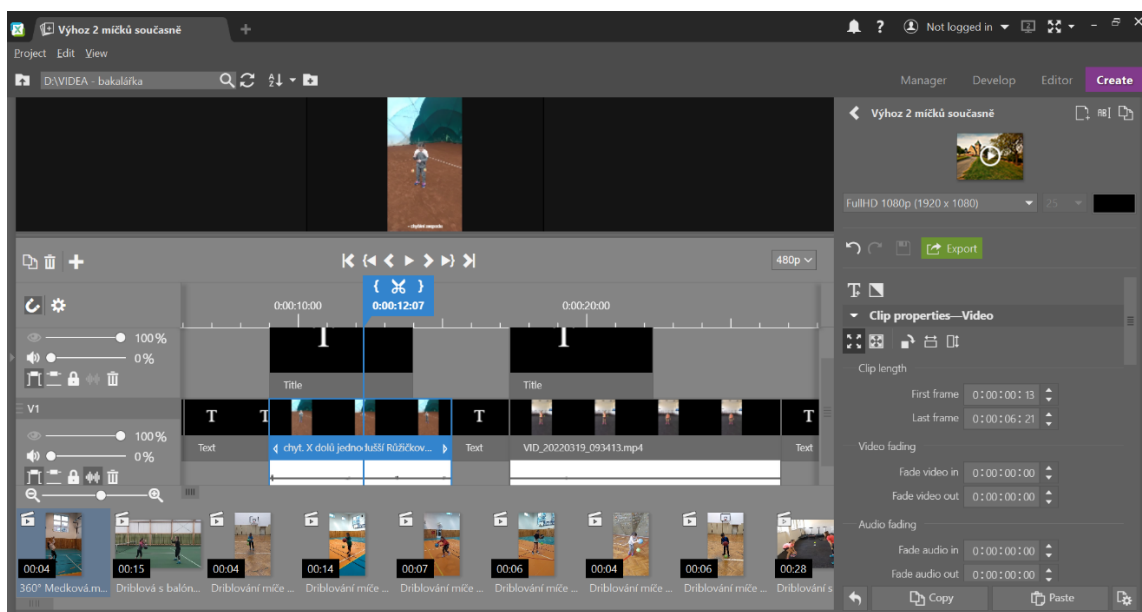 Výhoz 2 míčků současně
Not logged in
2
Project Edit View
D:\VIDEA - bakalářka
Manager Develop Editor Create
Výhoz 2 míčků současně
FullHD 1080p (1920 x 1080)
25
Export
480p
0:00:10:00
0:00:12:07
0:00:20:00
100%
0%
Title
Title
V1
100%
0%
T
T
T
T
Text
chyt. X dolů jednodušší Růžičkov...
Text
VID_20220319_093413.mp4
Text
Clip properties—Video
Clip length
First frame 0:00:00:13
Last frame 0:00:06:21
Video fading
Fade video in 0:00:00:00
Fade video out 0:00:00:00
Audio fading
Fade audio in 0:00:00:00
Fade audio out 0:00:00:00
Copy
Paste
00:04
00:15
00:04
00:14
00:07
00:06
00:04
00:06
00:28
360° Medková.m...
Driblová s balón...
Driblování míče ...
Driblování míče ...
Driblování míče ...
Driblování míče ...
Driblování míče ...
Driblování míče ...
Driblování s